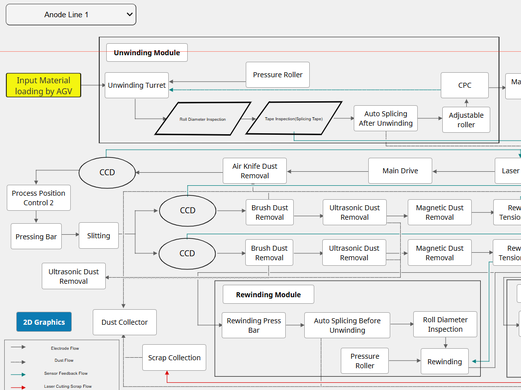 Anode Line 1
Unwinding Module
Input Material
loading by AGV
Unwinding Turret
Pressure Roller
CPC
Roll Diameter Inspection
Tape Inspection(Splicing Tape)
Auto Splicing
After Unwinding
Adjustable
roller
CCD
Air Knife Dust
Removal
Main Drive
Laser
Process Position
Control 2
CCD
Brush Dust
Removal
Ultrasonic Dust
Removal
Magnetic Dust
Removal
Pressing Bar
Slitting
CCD
Brush Dust
Removal
Ultrasonic Dust
Removal
Magnetic Dust
Removal
Ultrasonic Dust
Removal
Rewinding Module
2D Graphics
Dust Collector
Rewinding Press
Bar
Auto Splicing Before
Unwinding
Roll Diameter
Inspection
Electrode Flow
Dust Flow
Sensor Feedback Flow
Laser Cutting Scrap Flow
Scrap Collection
Pressure
Roller
Rewinding